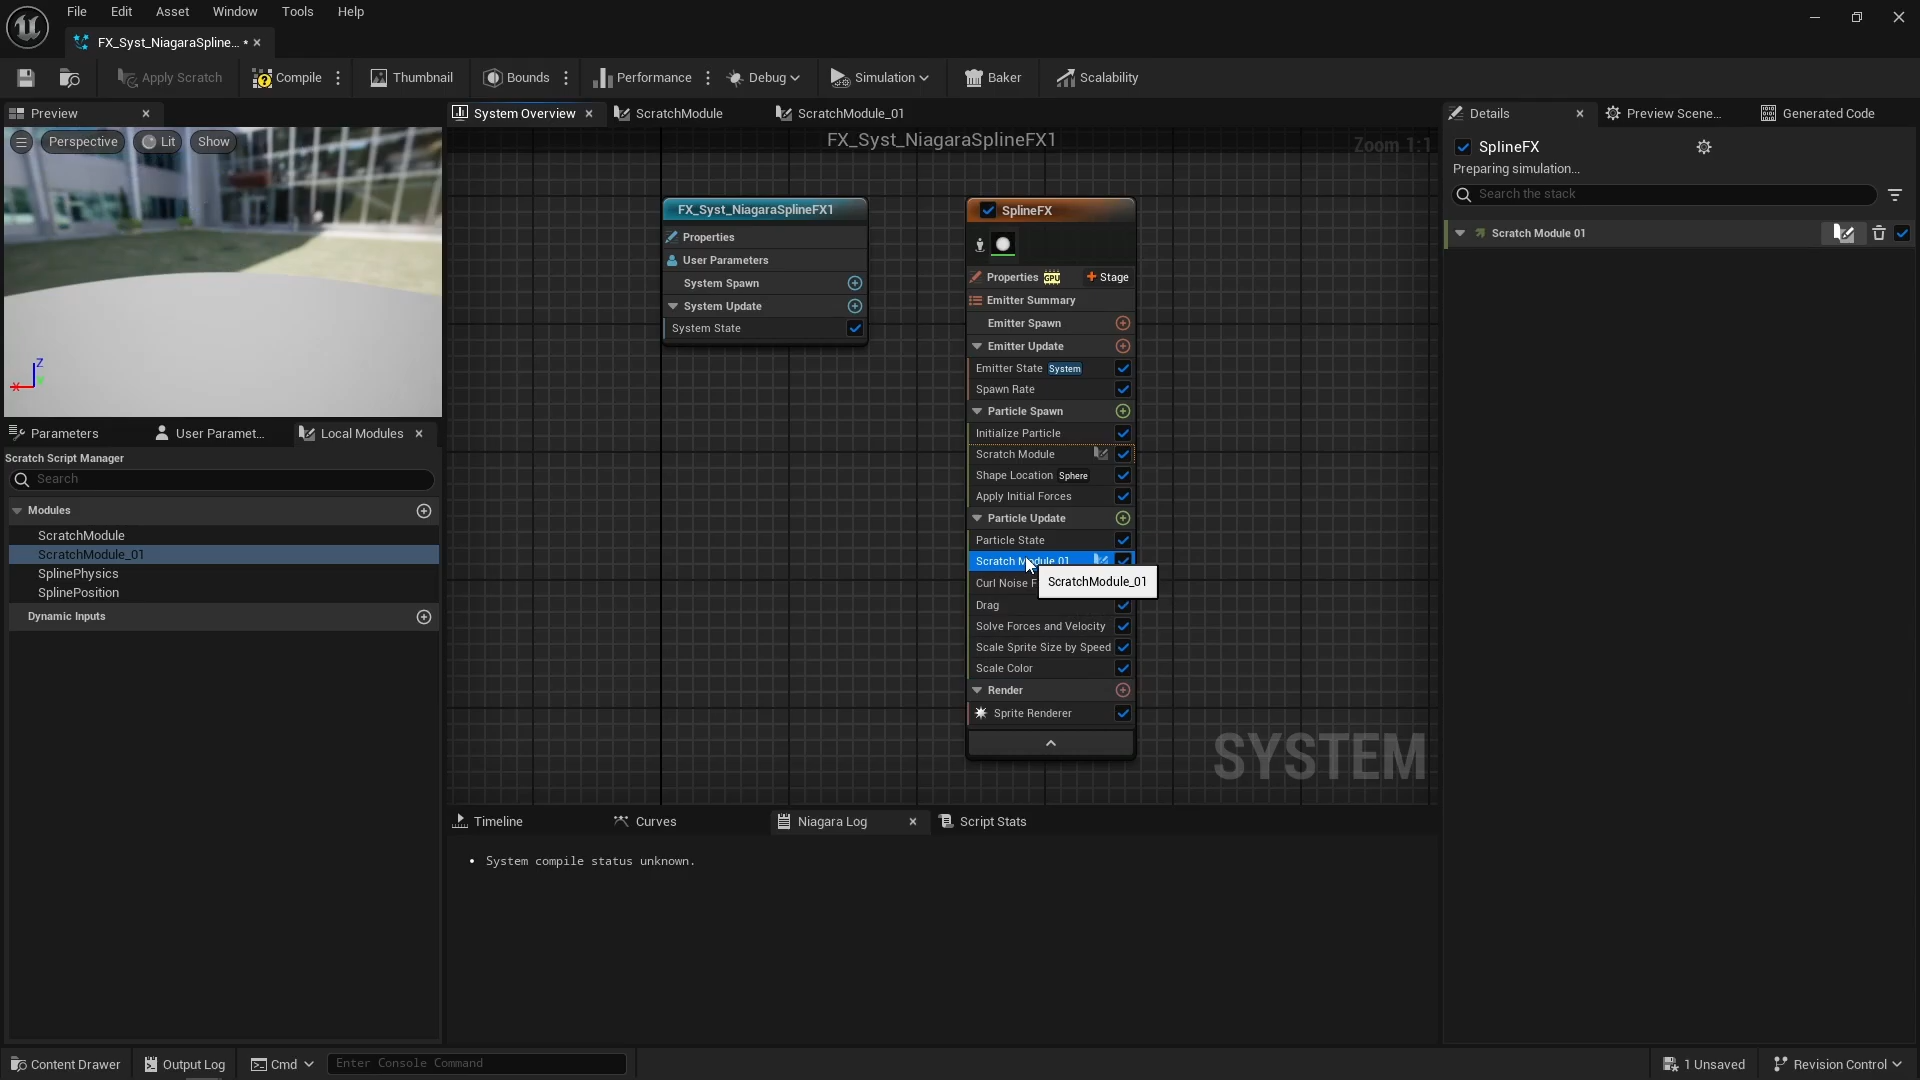 File Edit Asset Window Tools Help
FX_Syst_NiagaraSpline... •
Apply Scratch Compile Thumbnail Bounds Performance Debug Simulation Baker Scalability
Preview System Overview ScratchModule ScratchModule_01 Details Preview Scene... Generated Code
Perspective Lit Show
FX_Syst_NiagaraSplineFX1 Zoom 1:1
SplineFX
Preparing simulation...
Search the stack
Scratch Module 01
FX_Syst_NiagaraSplineFX1
Properties
User Parameters
System Spawn
System Update
System State
SplineFX
Properties GPU + Stage
Emitter Summary
Emitter Spawn
Emitter Update
Emitter State System
Spawn Rate
Particle Spawn
Initialize Particle
Scratch Module
Shape Location Sphere
Apply Initial Forces
Particle Update
Particle State
Scratch Module 01
ScratchModule_01
Curl Noise F
Drag
Solve Forces and Velocity
Scale Sprite Size by Speed
Scale Color
Render
Sprite Renderer
SYSTEM
Z
X
Parameters User Paramet... Local Modules
Scratch Script Manager
Search
Modules
ScratchModule
ScratchModule_01
SplinePhysics
SplinePosition
Dynamic Inputs
Timeline Curves Niagara Log Script Stats
• System compile status unknown.
Content Drawer Output Log Cmd Enter Console Command 1 Unsaved Revision Control